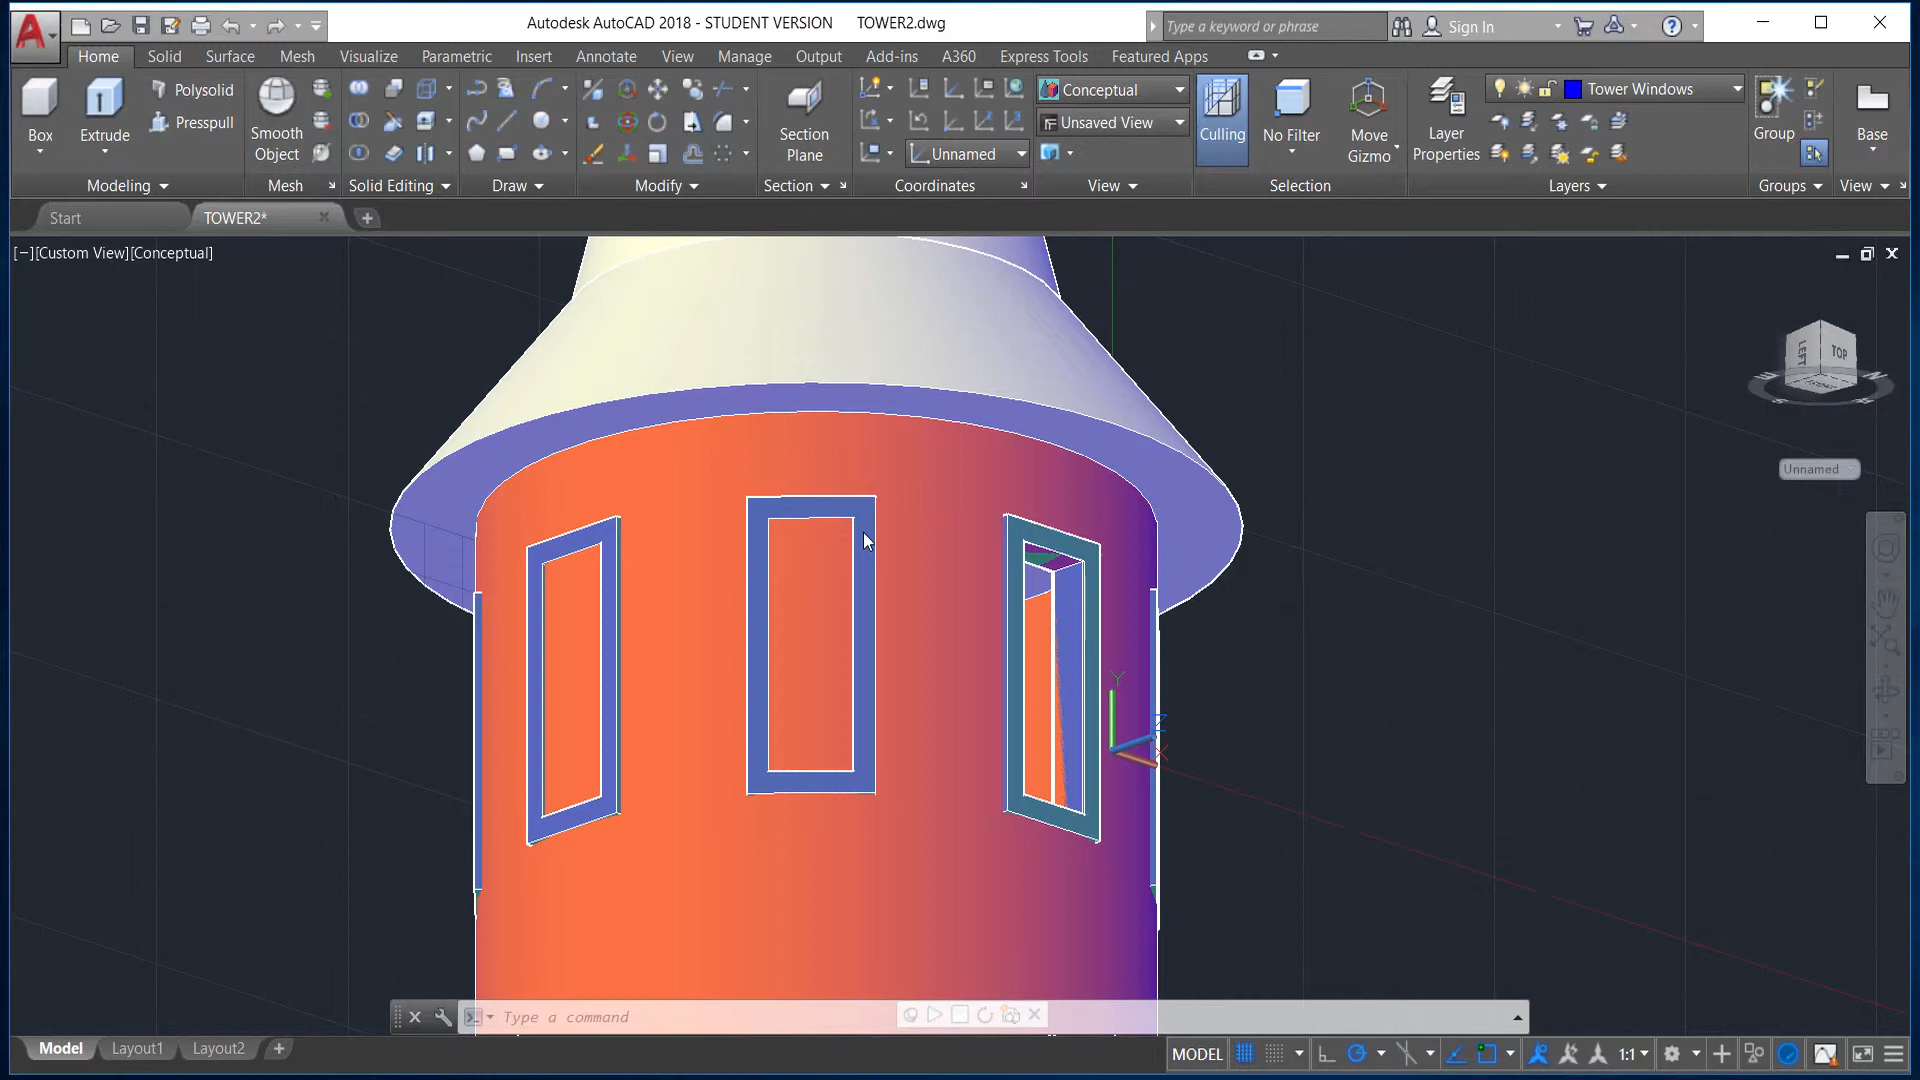 Autodesk AutoCAD 2018 - STUDENT VERSION TOWER2.dwg
Type a keyword or phrase
Sign In
Home Solid Surface Mesh Visualize Parametric Insert Annotate View Manage Output Add-ins A360 Express Tools Featured Apps
Box
Extrude
Polysolid
Presspull
Smooth Object
Section Plane
Unnamed
Conceptual
Unsaved View
Culling
No Filter
Move Gizmo
Layer Properties
Tower Windows
Group
Base
Modeling Mesh Solid Editing Draw Modify Section Coordinates View Selection Layers Groups View
Start TOWER2*
[−][Custom View][Conceptual]
LEFT TOP
FRONT
Unnamed
Y
Z
X
Type a command
Model Layout1 Layout2
MODEL 1:1